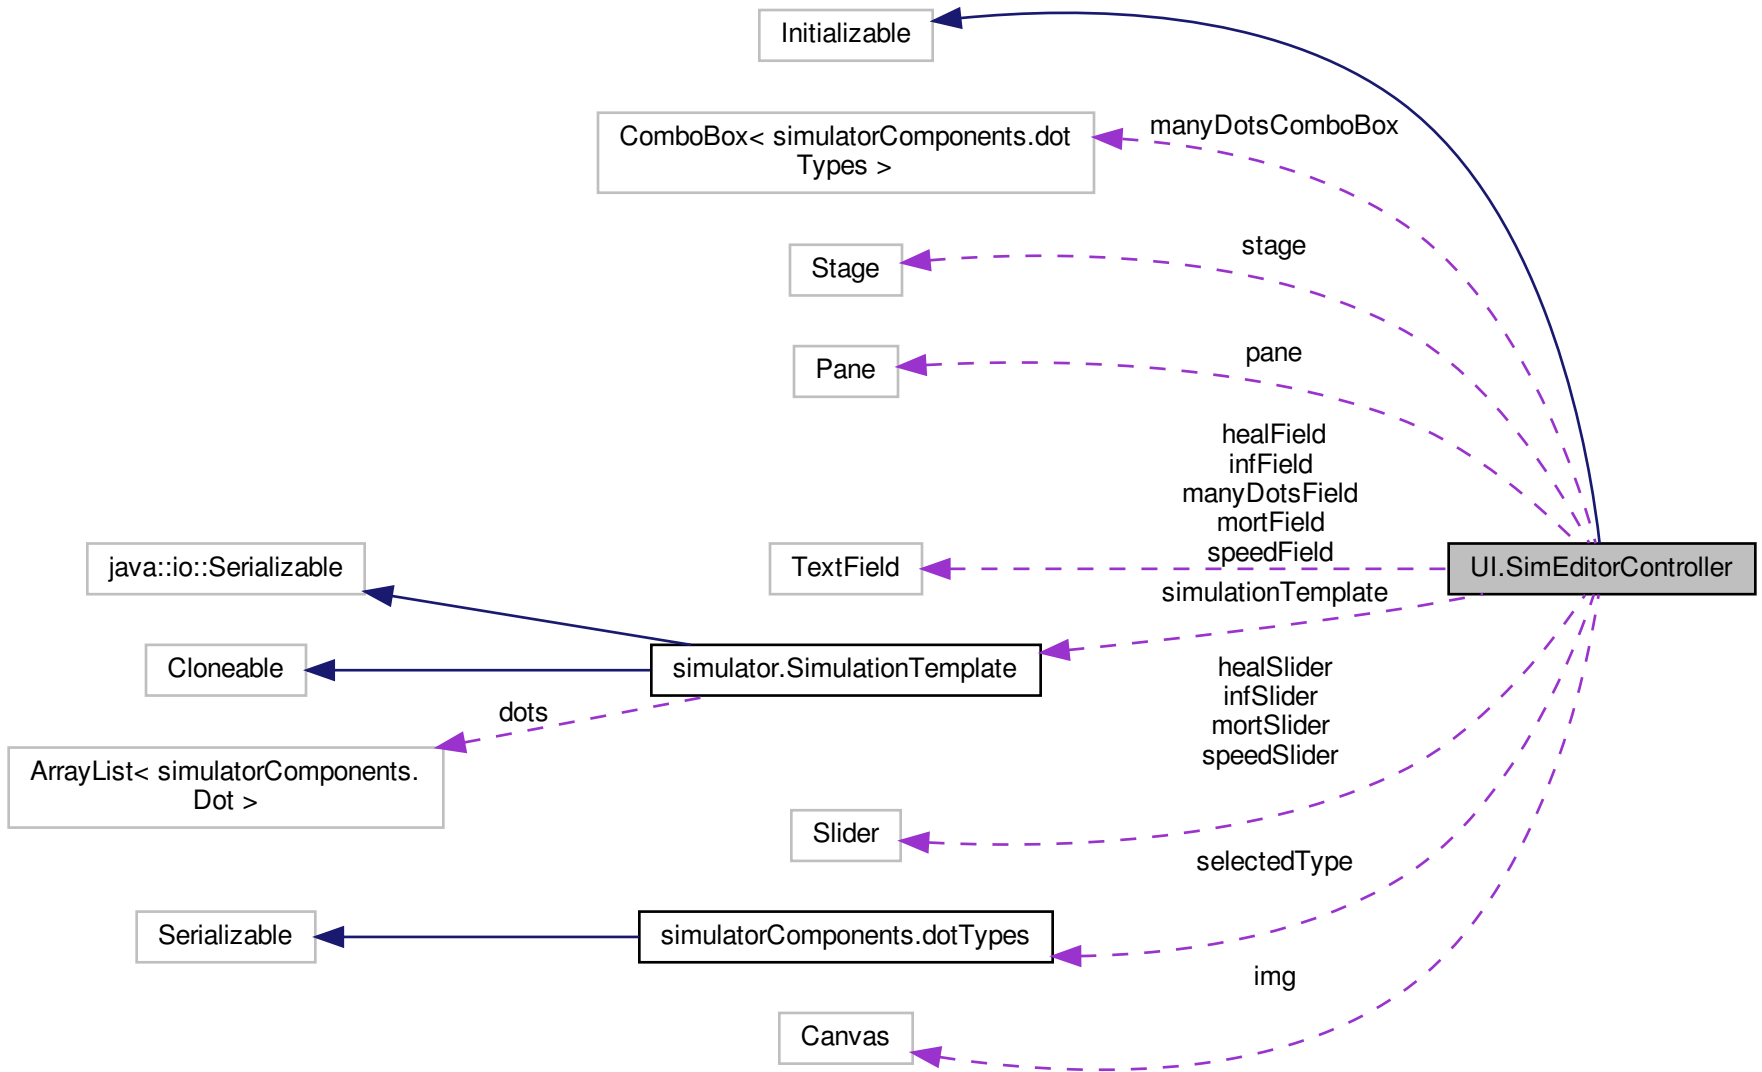 Initializable
manyDotsComboBox
ComboBox< simulatorComponents.dot
Types >
stage
Stage
pane
Pane
healField
infField
manyDotsField
mortField
speedField
java::io::Serializable
TextField
UI.SimEditorController
simulationTemplate
Cloneable
simulator.SimulationTemplate
dots
healSlider
infSlider
mortSlider
speedSlider
ArrayList< simulatorComponents.
Dot >
Slider
selectedType
Serializable
simulatorComponents.dotTypes
img
Canvas